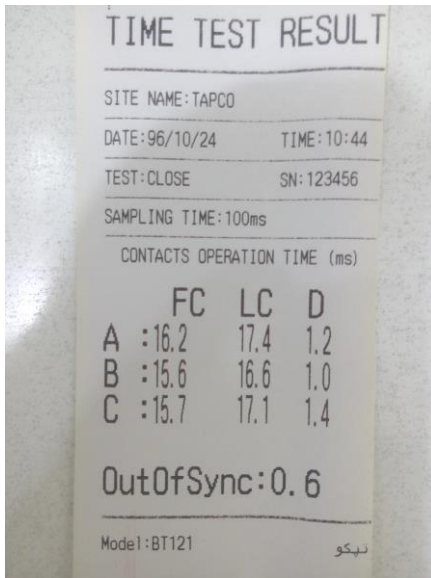 TIME TEST RESULT
SITE NAME:TAPCO
DATE:96/10/24 TIME:10:44
TEST:CLOSE SN:123456
SAMPLING TIME:100ms
CONTACTS OPERATION TIME (ms)
FC LC D
A :16.2 17.4 1.2
B :15.6 16.6 1.0
C :15.7 17.1 1.4
OutOfSync:0.6
Model:BT121 تپکو